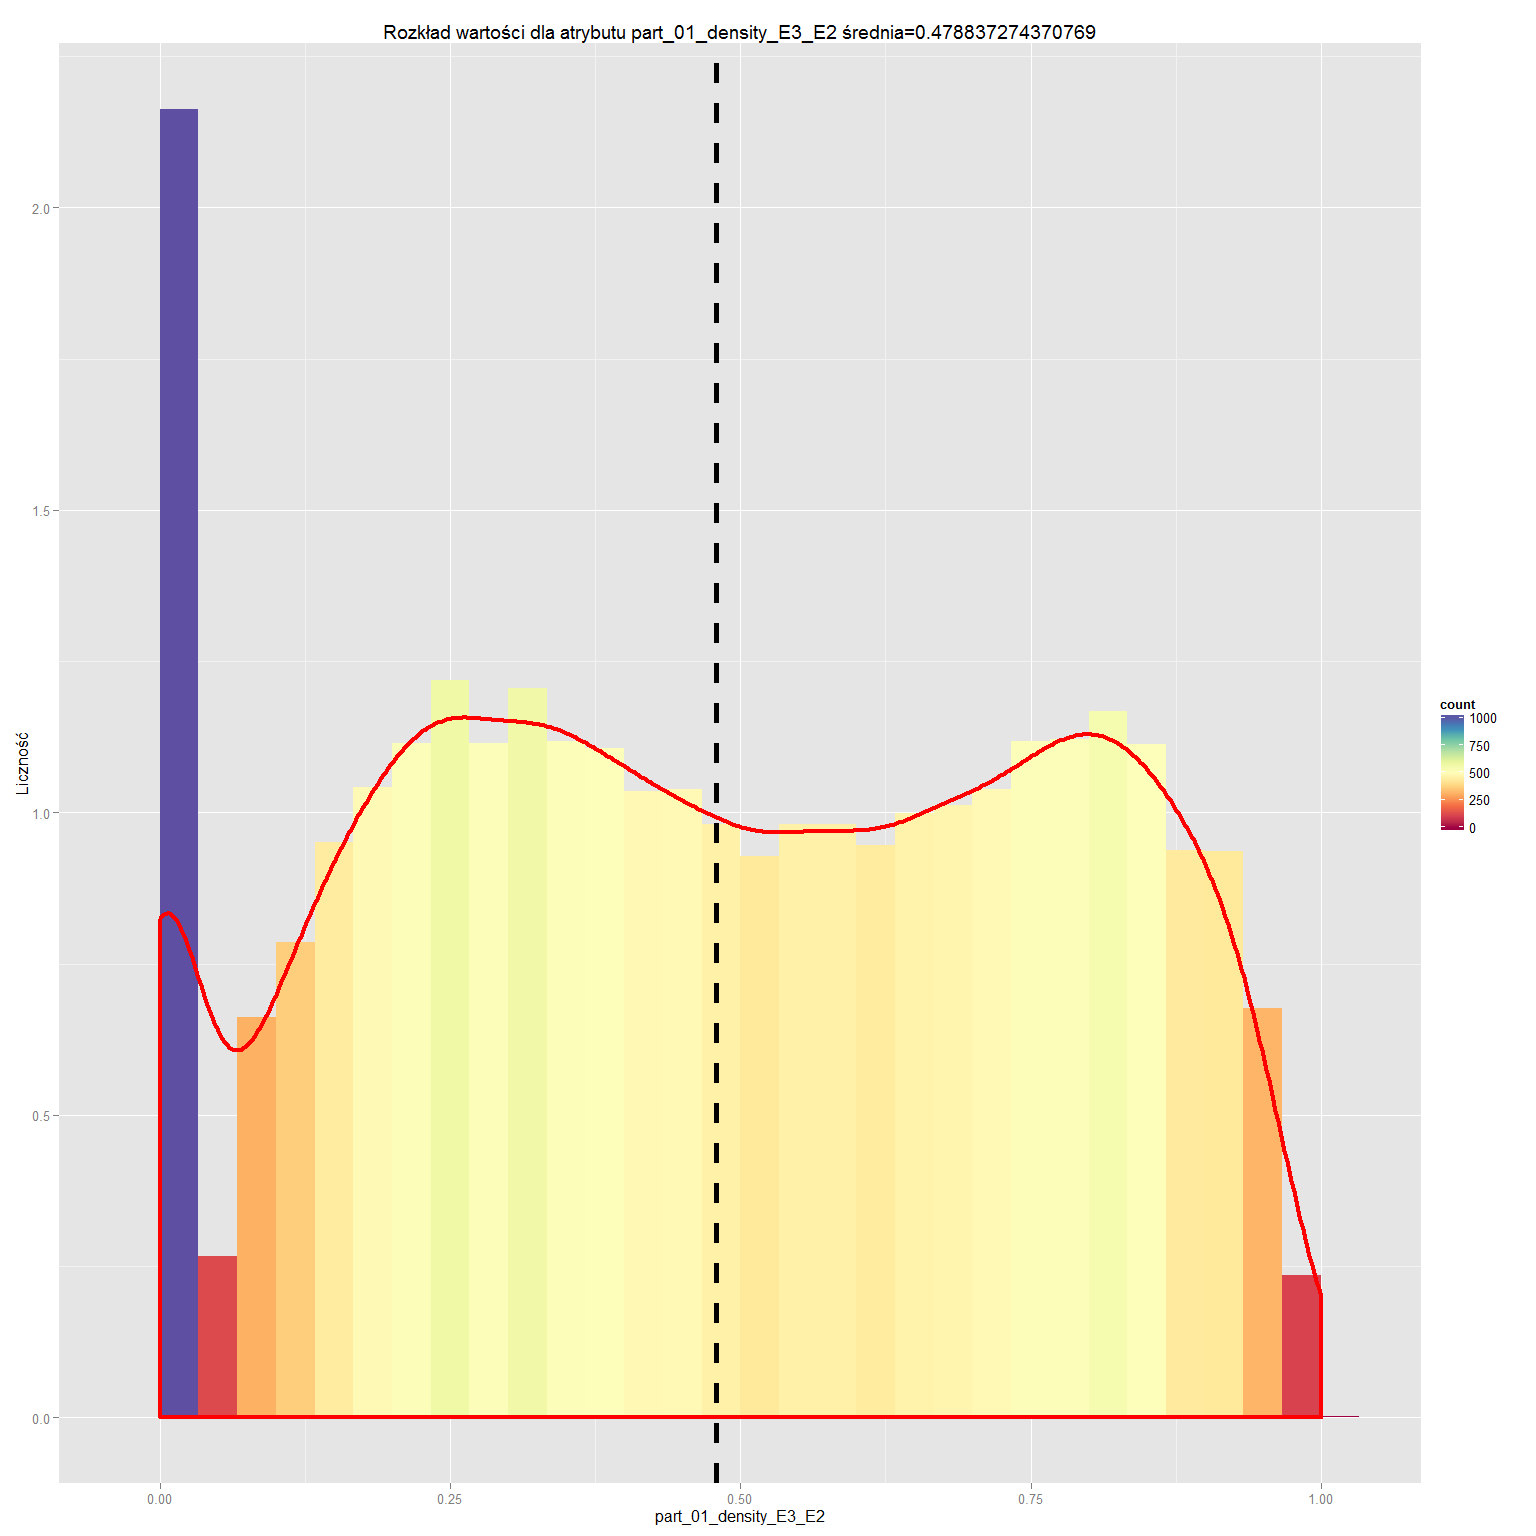 Rozkład wartości dla atrybutu part_01_density_E3_E2 średnia=0.478837274370769
2.0
1.5
1.0
0.5
0.0
Liczność
0.00 0.25 0.50 0.75 1.00
part_01_density_E3_E2
count
1000
750
500
250
0